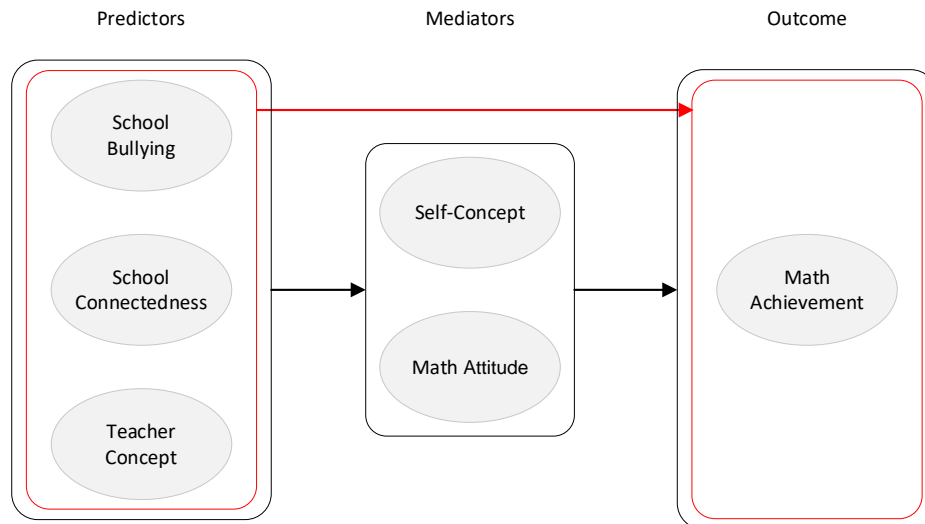 Predictors
Mediators
Outcome
School
Bullying
School
Connectedness
Teacher
Concept
Self-Concept
Math Attitude
Math
Achievement